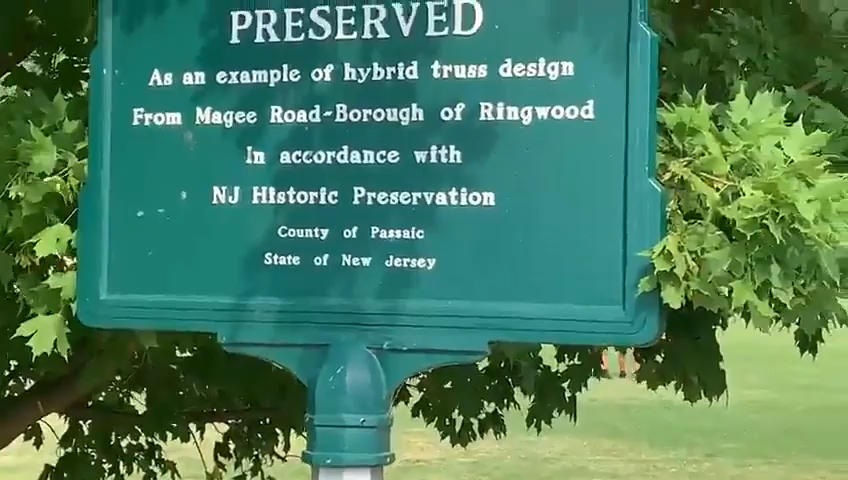 PRESERVED
As an example of hybrid truss design
From Magee Road-Borough of Ringwood
In accordance with
NJ Historic Preservation
County of Passaic
State of New Jersey